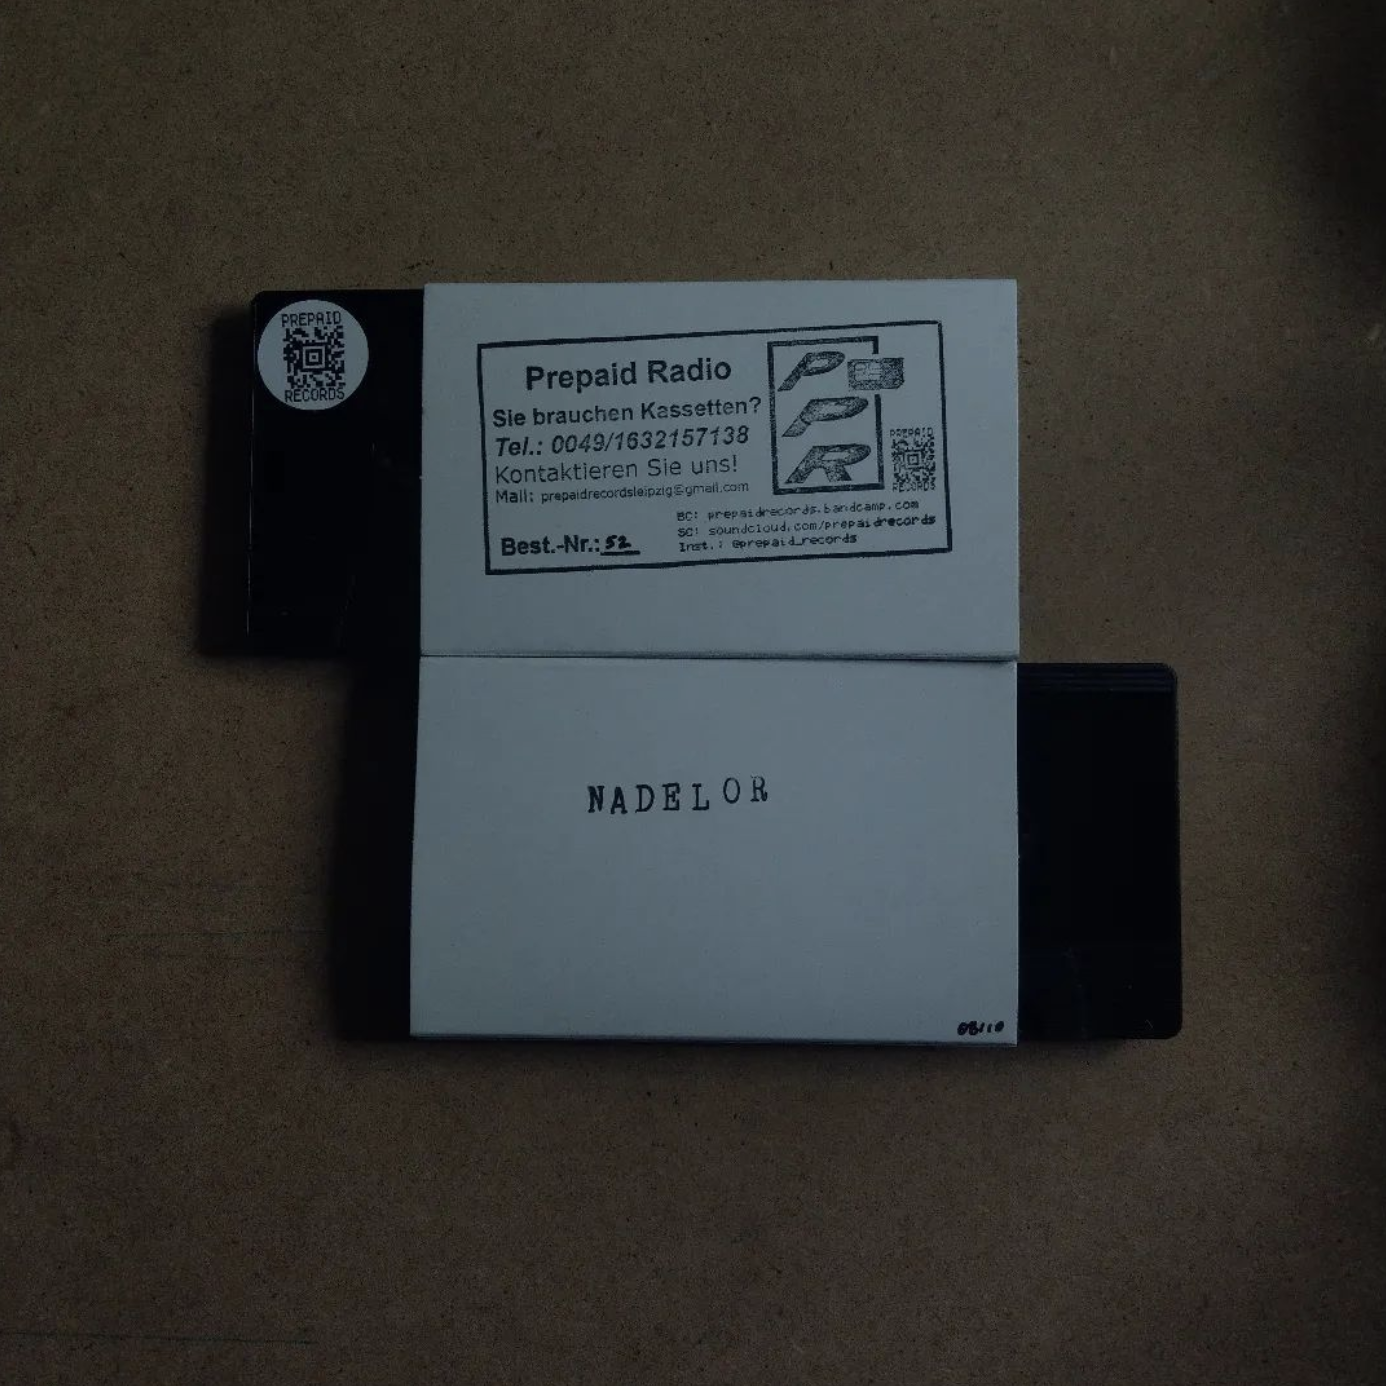 PREPAID
RECORDS
Prepaid Radio
Sie brauchen Kassetten?
Tel.: 0049/1632157138
Kontaktieren Sie uns!
Mail: prepaidrecordsleipzig@gmail.com
Best.-Nr.: 52
P
P
R
PREPAID
RECORDS
BC: prepaidrecords.bandcamp.com
SC: soundcloud.com/prepaidrecords
Inst.: @prepaid_records
NADELOR